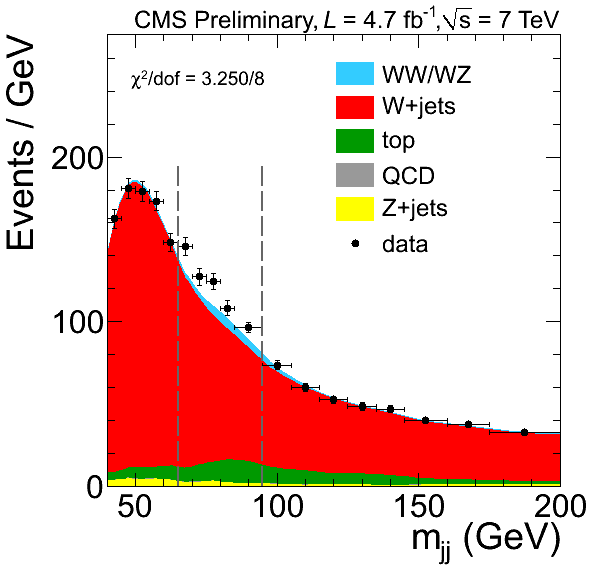 CMS Preliminary, L = 4.7 fb⁻¹,√s = 7 TeV
χ²/dof = 3.250/8
WW/WZ
W+jets
top
QCD
Z+jets
data
Events / GeV
200
100
0
50 100 150 200
m_jj (GeV)